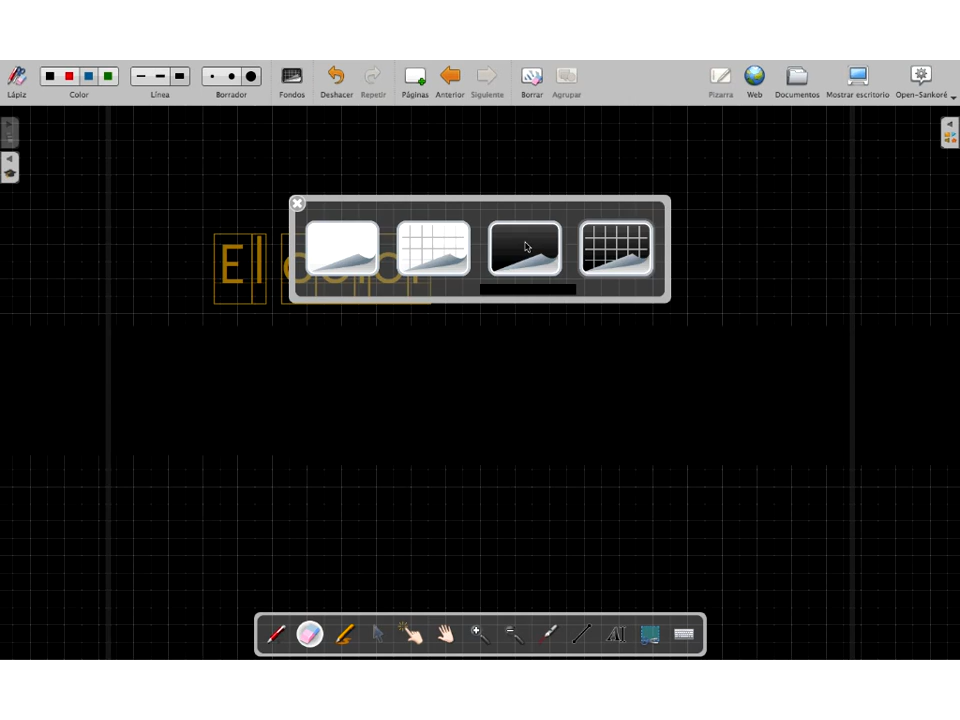 Lápiz Color Línea Borrador Fondos Deshacer Repetir Páginas Anterior Siguiente Borrar Agrupar Pizarra Web Documentos Mostrar escritorio Open-Sankoré
El color